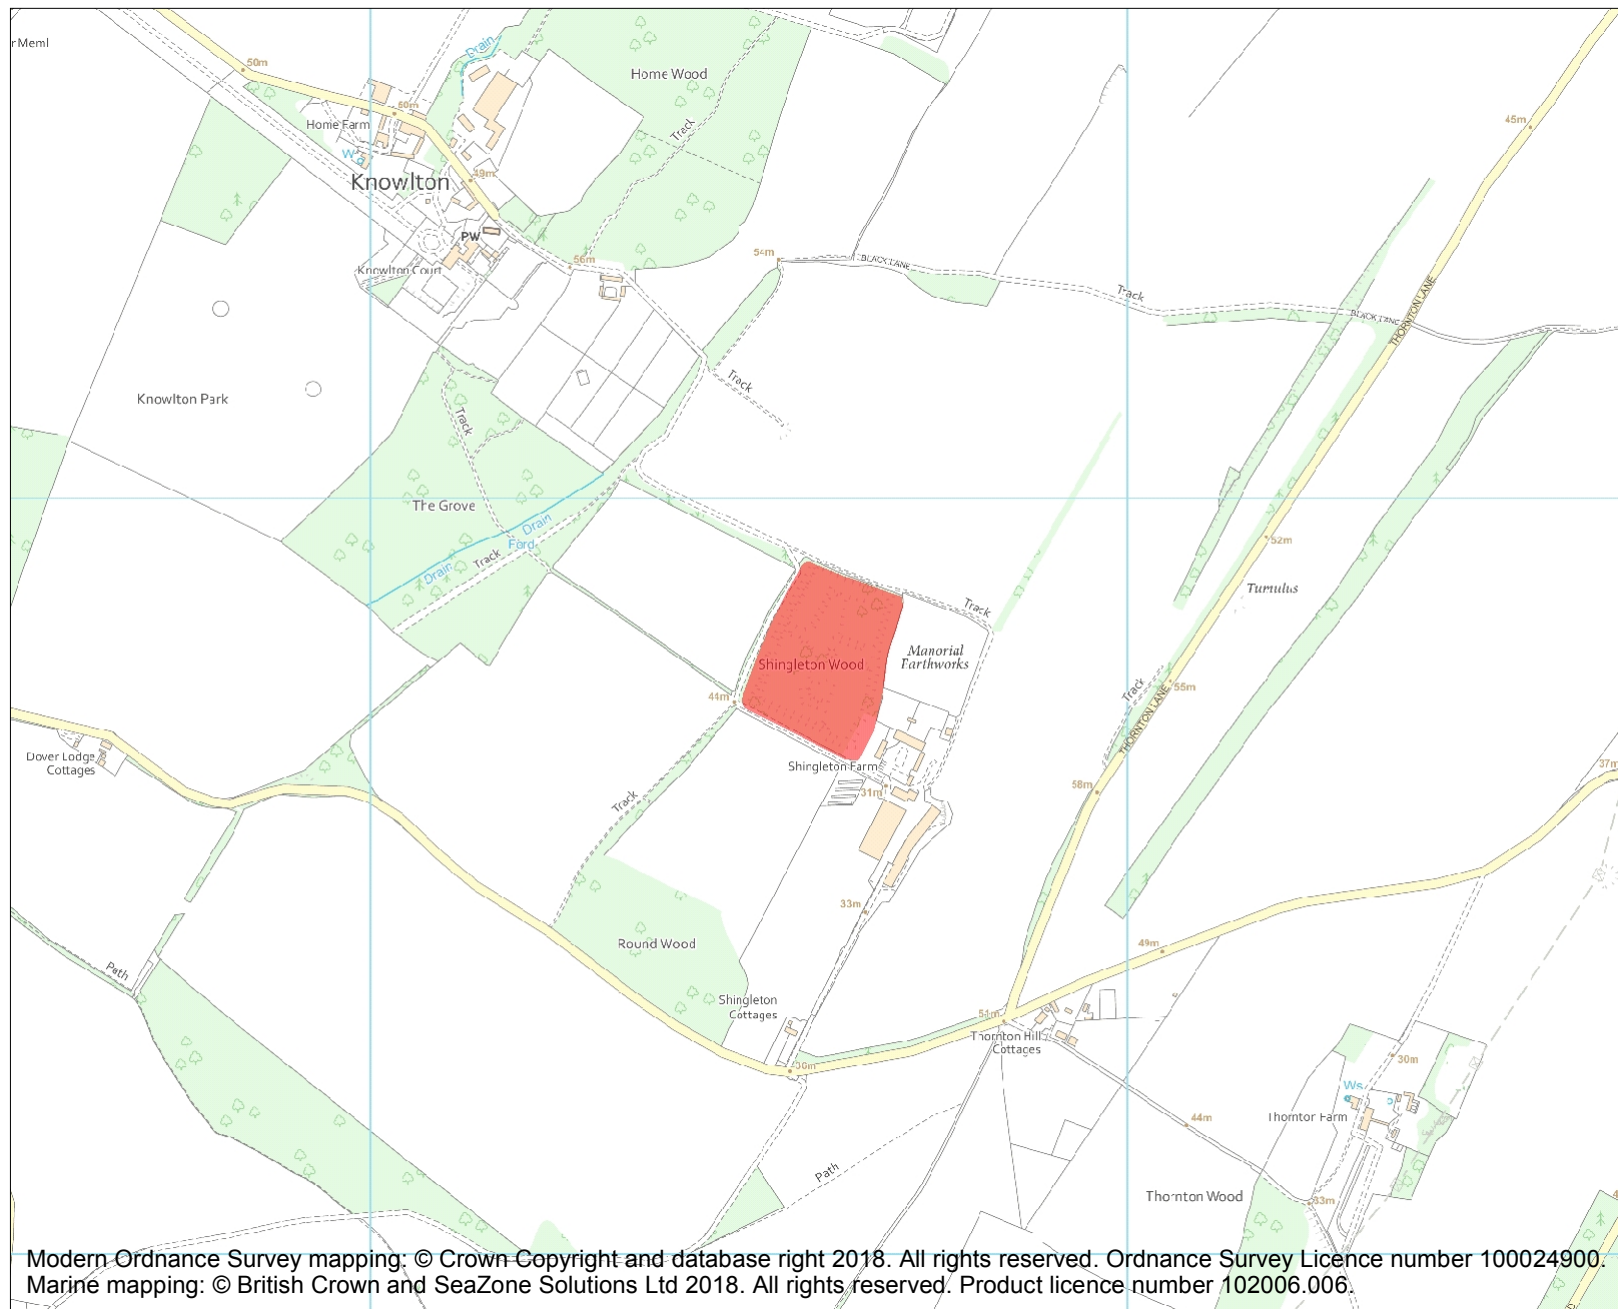 r Meml
50m
Drain
Home Wood
50m
45m
Home Farm
Track
W
Knowlton
49m
PW
54m
BLACK LANE
56m
Knowlton Court
Track
THORNTON LANE
BLACK LANE
Track
Knowlton Park
Track
The Grove
Drain
Ford
Track
Drain
52m
Tumulus
Track
Manorial
Earthworks
Shingleton Wood
44m
Track
55m
THORNTON LANE
Dover Lodge
Cottages
Shingleton Farm
31m
58m
37m
Track
33m
Round Wood
49m
Path
Shingleton
Cottages
51m
Thornton Hill
Cottages
30m
30m
Ws
Thorntor Farm
44m
Path
Thornton Wood
33m
Modern Ordnance Survey mapping: © Crown Copyright and database right 2018. All rights reserved. Ordnance Survey Licence number 100024900.
Marine mapping: © British Crown and SeaZone Solutions Ltd 2018. All rights reserved. Product licence number 102006.006.